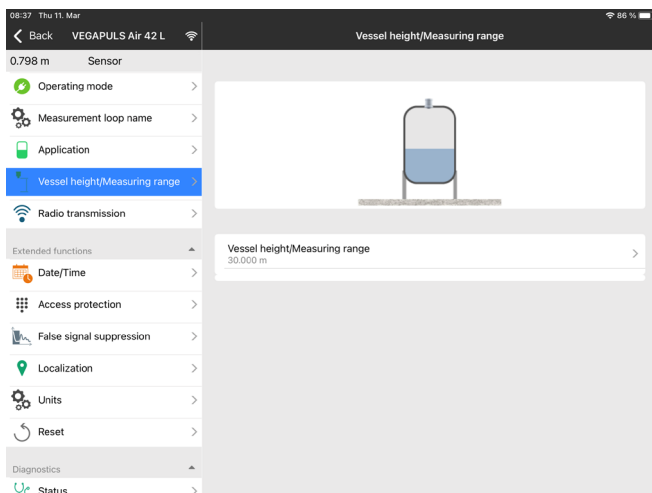 08:37 Thu 11. Mar
86 %
Back
VEGAPULS Air 42 L
Vessel height/Measuring range
0.798 m Sensor
Operating mode
Measurement loop name
Application
Vessel height/Measuring range
Radio transmission
Extended functions
Date/Time
Access protection
False signal suppression
Localization
Units
Reset
Diagnostics
Status
Vessel height/Measuring range
30.000 m